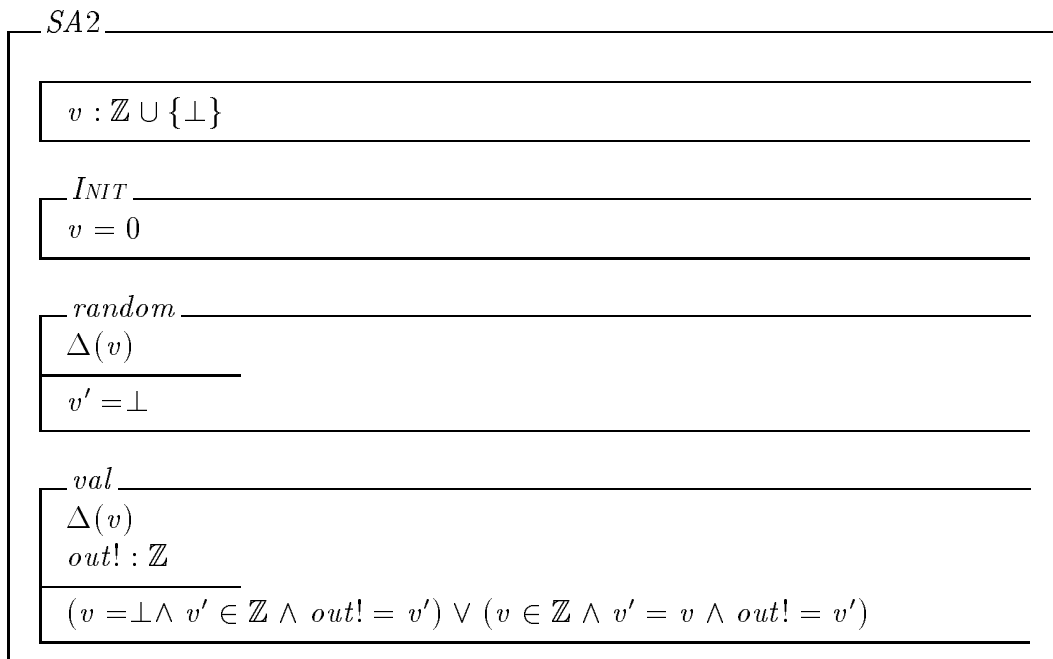 SA2
v : ℤ ∪ {⊥}
INIT
v = 0
random
Δ(v)
v′ =⊥
val
Δ(v)
out! : ℤ
(v =⊥∧ v′ ∈ ℤ ∧ out! = v′) ∨ (v ∈ ℤ ∧ v′ = v ∧ out! = v′)